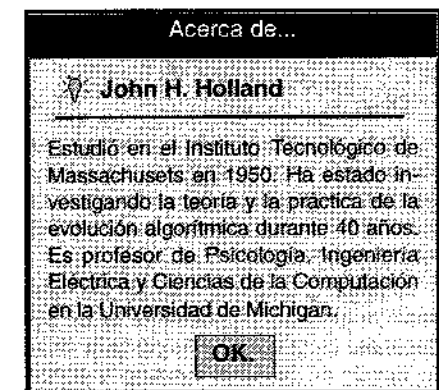 Acerca de...
John H. Holland
Estudió en el Instituto Tecnológico de
Massachusets en 1950. Ha estado in-
vestigando la teoría y la práctica de la
evolución algorítmica durante 40 años.
Es profesor de Psicología, Ingeniería
Eléctrica y Ciencias de la Computación
en la Universidad de Michigan.
OK.